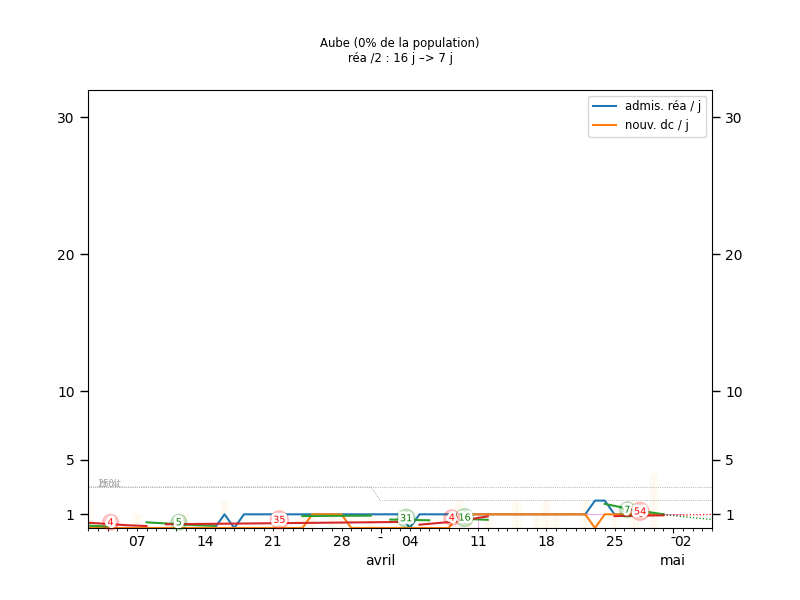 Aube (0% de la population)
réa /2 : 16 j –> 7 j
admis. réa / j
nouv. dc / j
30 30
20 20
10 10
5 5
1 1
4 5 35 31 4 16 7 54
07 14 21 28 - 04 11 18 25 - 02
avril mai